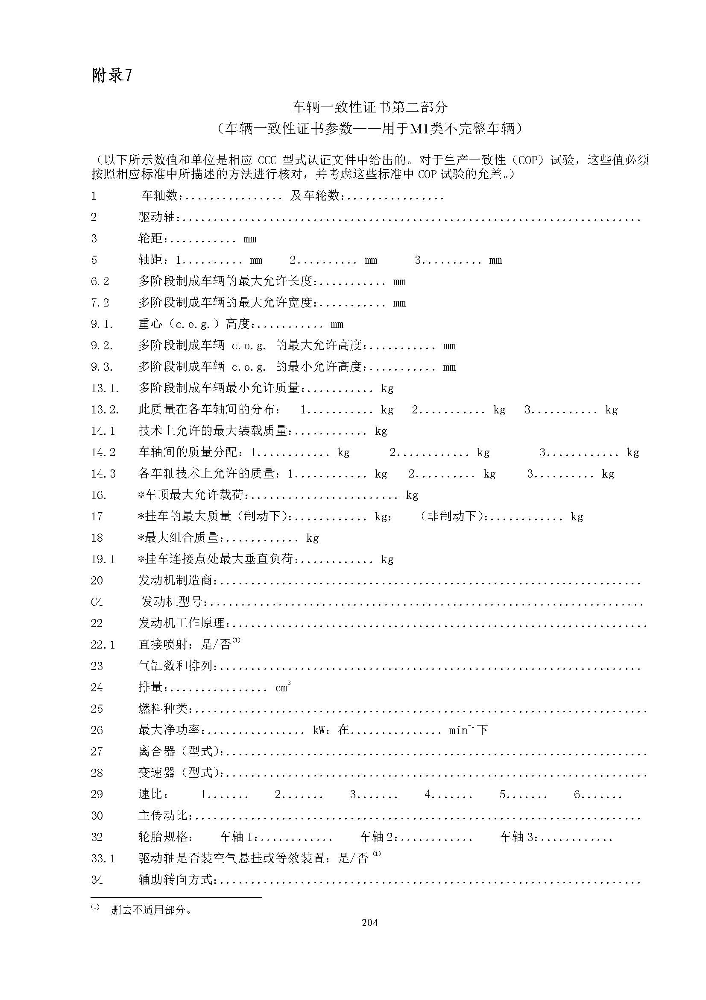 附录7
车辆一致性证书第二部分
（车辆一致性证书参数——用于M1类不完整车辆）
（以下所示数值和单位是相应 CCC 型式认证文件中给出的。对于生产一致性（COP）试验，这些值必须
按照相应标准中所描述的方法进行核对，并考虑这些标准中 COP 试验的允差。）
1 车轴数:................ 及车轮数:................
2 驱动轴:..........................................................................
3 轮距:........... mm
5 轴距: 1.......... mm 2.......... mm 3.......... mm
6.2 多阶段制成车辆的最大允许长度:........... mm
7.2 多阶段制成车辆的最大允许宽度:........... mm
9.1. 重心（c.o.g.）高度:........... mm
9.2. 多阶段制成车辆 c.o.g. 的最大允许高度:........... mm
9.3. 多阶段制成车辆 c.o.g. 的最小允许高度:........... mm
13.1. 多阶段制成车辆最小允许质量:........... kg
13.2. 此质量在各车轴间的分布: 1........... kg 2........... kg 3........... kg
14.1 技术上允许的最大装载质量:............ kg
14.2 车轴间的质量分配: 1............ kg 2............ kg 3............ kg
14.3 各车轴技术上允许的质量: 1............ kg 2.......... kg 3.......... kg
16. *车顶最大允许载荷:........................ kg
17 *挂车的最大质量（制动下）:............ kg; （非制动下）:............ kg
18 *最大组合质量:............ kg
19.1 *挂车连接点处最大垂直负荷:............ kg
20 发动机制造商:....................................................................
C4 发动机型号:......................................................................
22 发动机工作原理:...................................................................
22.1 直接喷射: 是/否⁽¹⁾
23 气缸数和排列:....................................................................
24 排量:................ cm³
25 燃料种类:.........................................................................
26 最大净功率:................ kW: 在............... min⁻¹下
27 离合器（型式）:....................................................................
28 变速器（型式）:....................................................................
29 速比: 1....... 2....... 3....... 4....... 5....... 6.......
30 主传动比:........................................................................
32 轮胎规格: 车轴1:............ 车轴2:............ 车轴3:............
33.1 驱动轴是否装空气悬挂或等效装置: 是/否 ⁽¹⁾
34 辅助转向方式:....................................................................
⁽¹⁾ 删去不适用部分。
204